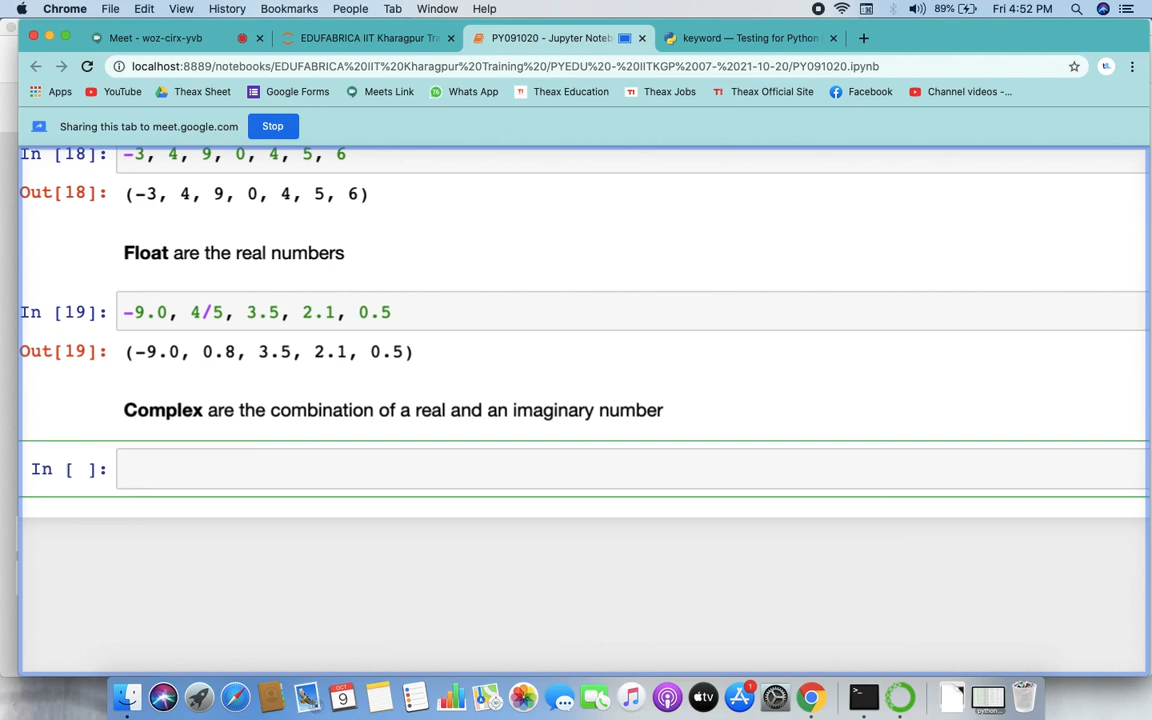 Chrome File Edit View History Bookmarks People Tab Window Help 89% Fri 4:52 PM
Meet - woz-cirx-yvb EDUFABRICA IIT Kharagpur Tra PY091020 - Jupyter Noteb keyword — Testing for Python
localhost:8889/notebooks/EDUFABRICA%20IIT%20Kharagpur%20Training%20/PYEDU%20-%20IITKGP%2007-%2021-10-20/PY091020.ipynb
Apps YouTube Theax Sheet Google Forms Meets Link Whats App Theax Education Theax Jobs Theax Official Site Facebook Channel videos -...
Sharing this tab to meet.google.com Stop
In [18]: -3, 4, 9, 0, 4, 5, 6
Out[18]: (-3, 4, 9, 0, 4, 5, 6)
Float are the real numbers
In [19]: -9.0, 4/5, 3.5, 2.1, 0.5
Out[19]: (-9.0, 0.8, 3.5, 2.1, 0.5)
Complex are the combination of a real and an imaginary number
In [ ]:
OCT
9
tv
1